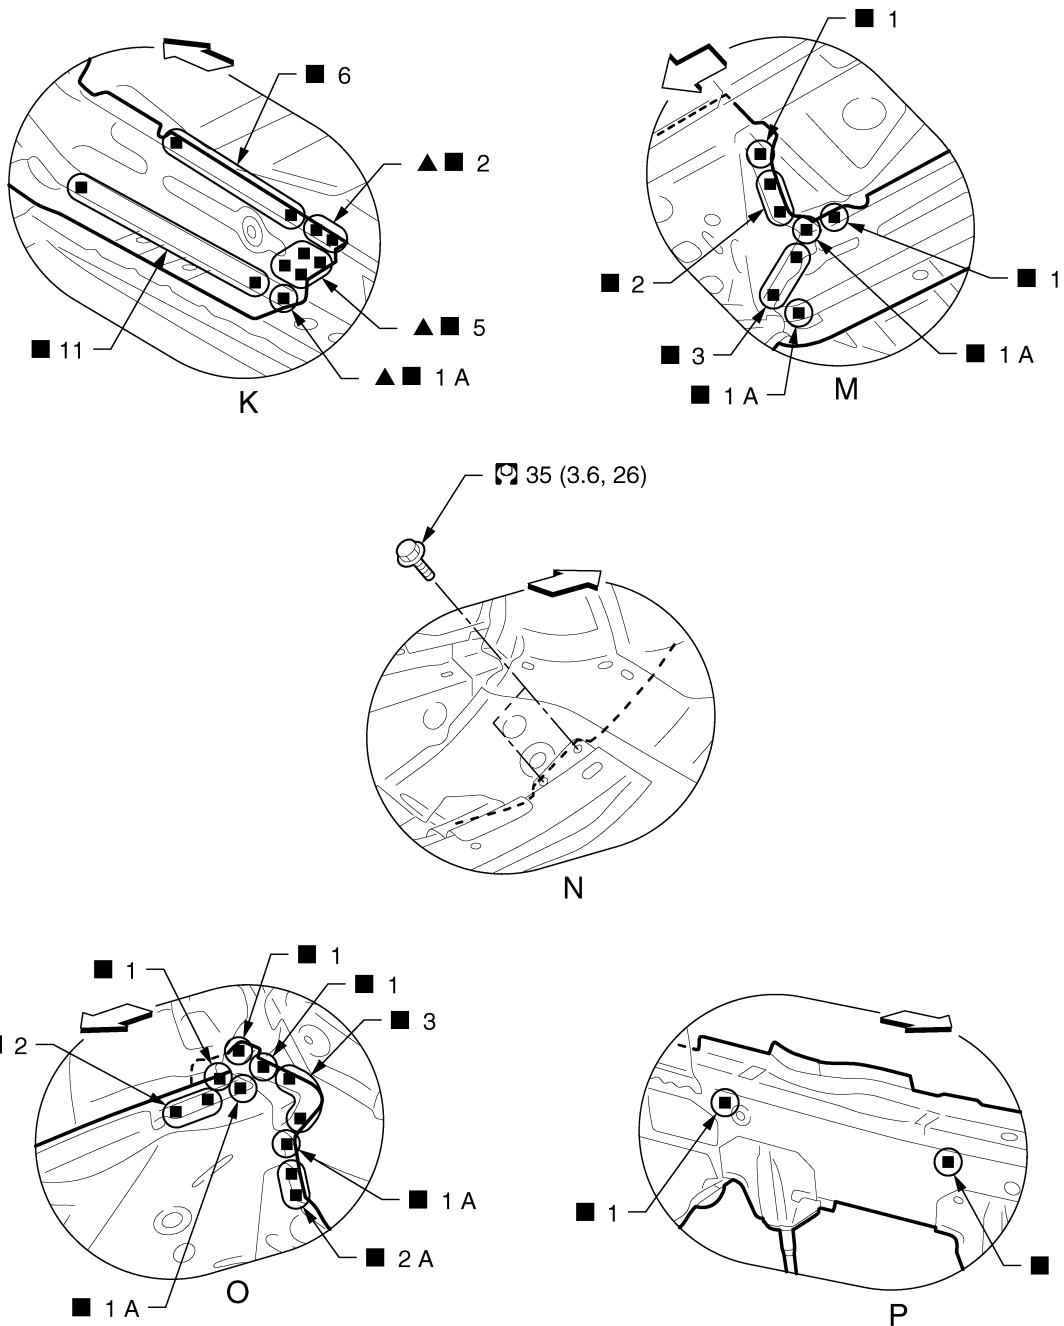 ■ 6
▲■ 2
▲■ 5
■ 11
▲■ 1 A
K
■ 1
■ 2
■ 1
■ 3
■ 1 A
■ 1 A
M
35 (3.6, 26)
N
■ 1
■ 1
■ 1
■ 3
2
■ 1 A
■ 2 A
■ 1 A
O
■ 1
■
P